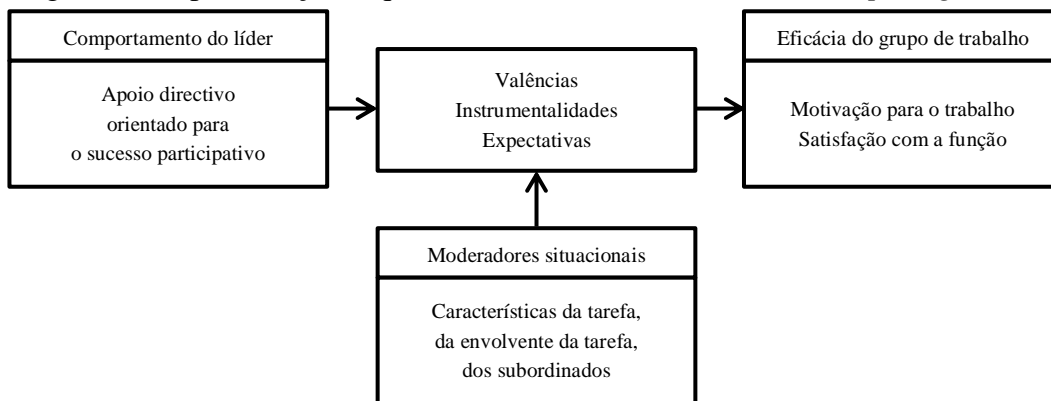 Comportamento do líder
Apoio directivo
orientado para
o sucesso participativo
Valências
Instrumentalidades
Expectativas
Eficácia do grupo de trabalho
Motivação para o trabalho
Satisfação com a função
Moderadores situacionais
Características da tarefa,
da envolvente da tarefa,
dos subordinados